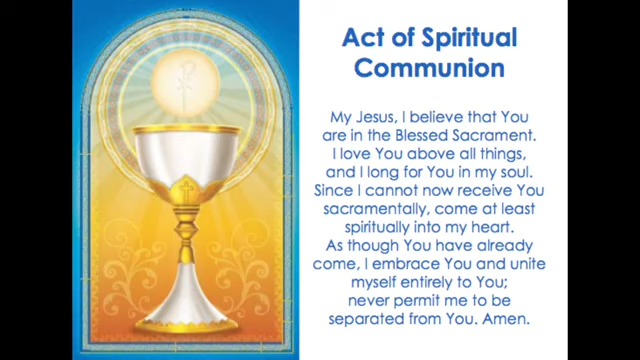 Act of Spiritual
Communion
My Jesus, I believe that You
are in the Blessed Sacrament.
I love You above all things,
and I long for You in my soul.
Since I cannot now receive You
sacramentally, come at least
spiritually into my heart.
As though You have already
come, I embrace You and unite
myself entirely to You;
never permit me to be
separated from You. Amen.